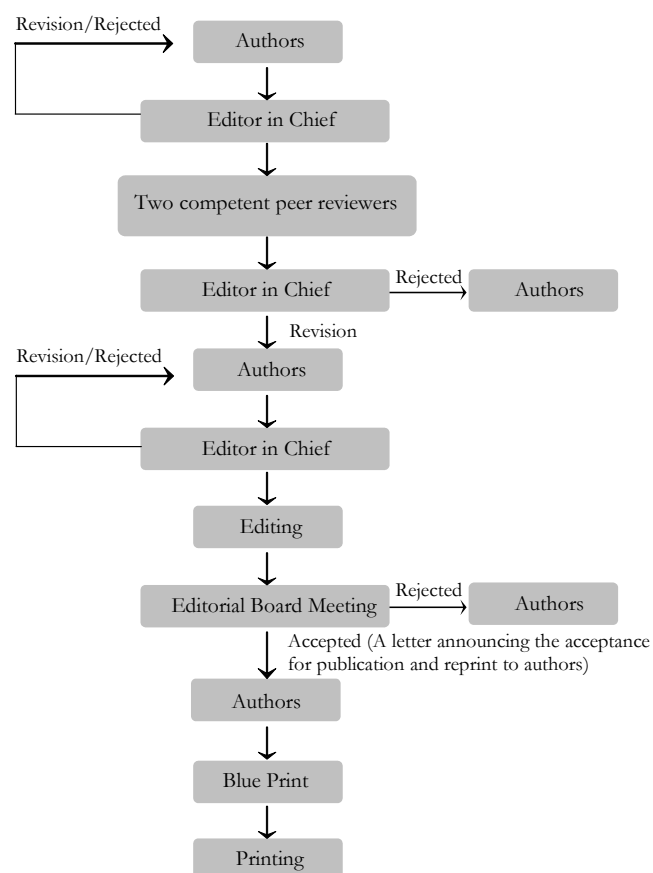 Revision/Rejected
Authors
Editor in Chief
Two competent peer reviewers
Editor in Chief
Rejected
Authors
Revision
Revision/Rejected
Authors
Editor in Chief
Editing
Editorial Board Meeting
Rejected
Authors
Accepted (A letter announcing the acceptance
for publication and reprint to authors)
Authors
Blue Print
Printing